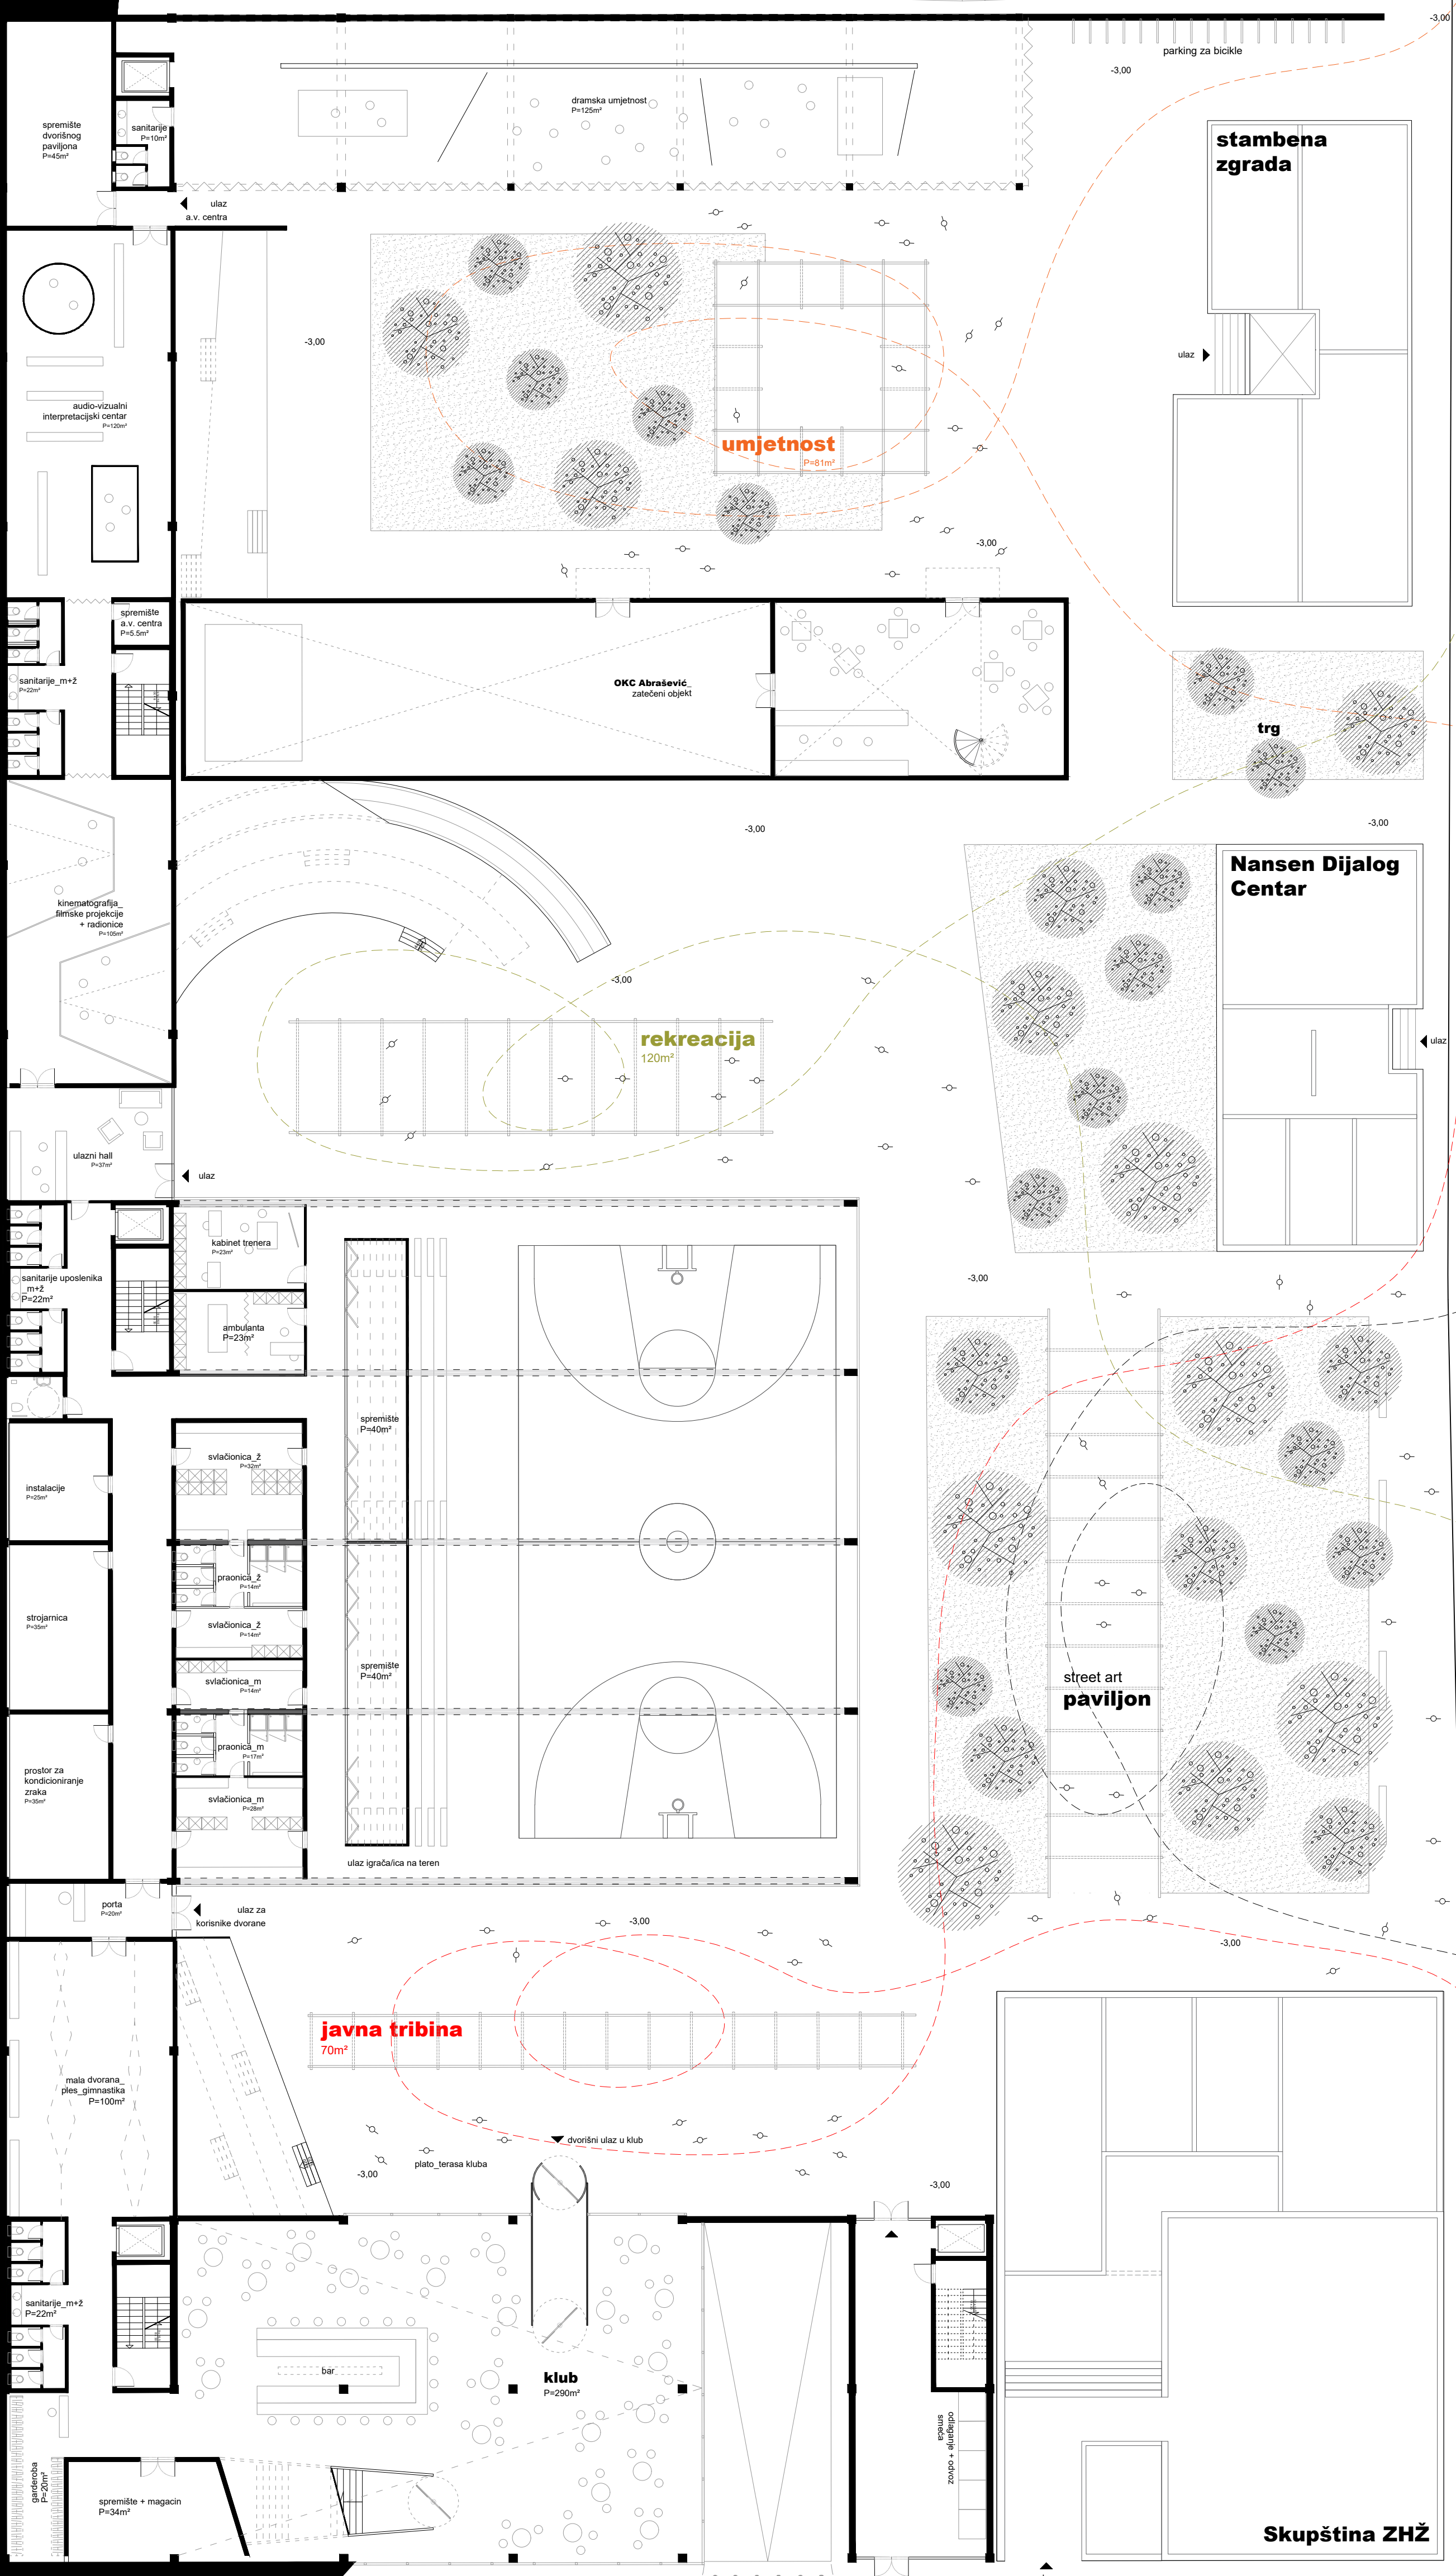 -3,00
parking za bicikle
-3,00
dramska umjetnost
P=125m²
spremište
dvorišnog
paviljona
P=45m²
sanitarije
P=10m²
stambena
zgrada
ulaz
a.v. centra
-3,00
ulaz
audio-vizualni
interpretacijski centar
P=120m²
umjetnost
P=81m²
-3,00
spremište
a.v. centra
P=5.5m²
sanitarije_m+ž
P=22m²
OKC Abrašević_
zatečeni objekt
trg
-3,00
-3,00
Nansen Dijalog
Centar
kinematografija_
filmske projekcije
+ radionice
P=105m²
-3,00
rekreacija
120m²
ulaz
ulazni hall
P=37m²
ulaz
kabinet trenera
P=23m²
sanitarije uposlenika
_m+ž
P=22m²
-3,00
ambulanta
P=23m²
spremište
P=40m²
svlačionica_ž
P=32m²
instalacije
P=25m²
praonica_ž
P=14m²
strojarnica
P=35m²
svlačionica_ž
P=14m²
spremište
P=40m²
svlačionica_m
P=14m²
street art
paviljon
praonica_m
P=17m²
prostor za
kondicioniranje
zraka
P=35m²
svlačionica_m
P=28m²
ulaz igrača/ica na teren
porta
P=20m²
ulaz za
korisnike dvorane
-3,00
-3,00
javna tribina
70m²
mala dvorana_
ples_gimnastika
P=100m²
dvorišni ulaz u klub
plato_terasa kluba
-3,00
-3,00
sanitarije_m+ž
P=22m²
bar
klub
P=290m²
odlaganje + odvoz
smeća
garderoba
P=20m²
spremište + magacin
P=34m²
Skupština ZHŽ